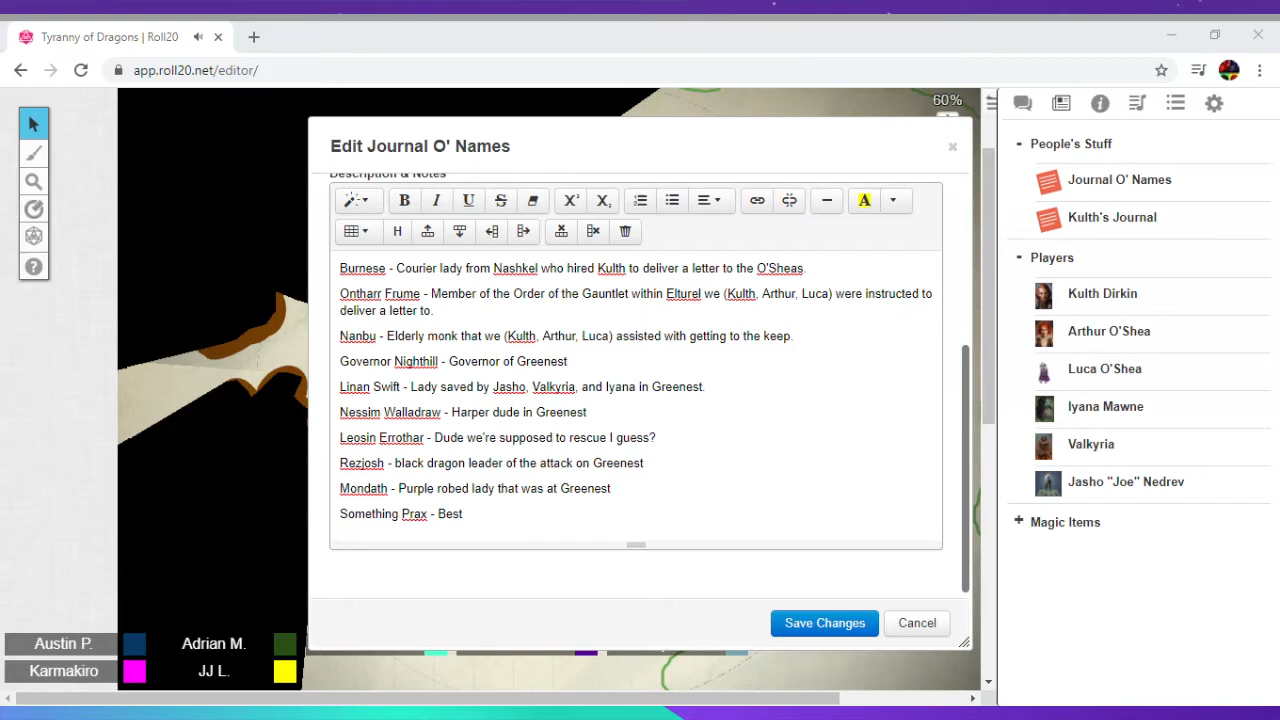 Tyranny of Dragons | Roll20
app.roll20.net/editor/
60%
Edit Journal O' Names
Description & Notes
B I U S X² X₂ A
H
Burnese - Courier lady from Nashkel who hired Kulth to deliver a letter to the O'Sheas.
Ontharr Frume - Member of the Order of the Gauntlet within Elturel we (Kulth, Arthur, Luca) were instructed to
deliver a letter to.
Nanbu - Elderly monk that we (Kulth, Arthur, Luca) assisted with getting to the keep.
Governor Nighthill - Governor of Greenest
Linan Swift - Lady saved by Jasho, Valkyria, and Iyana in Greenest.
Nessim Walladraw - Harper dude in Greenest
Leosin Errothar - Dude we're supposed to rescue I guess?
Rezjosh - black dragon leader of the attack on Greenest
Mondath - Purple robed lady that was at Greenest
Something Prax - Best
Save Changes
Cancel
People's Stuff
Journal O' Names
Kulth's Journal
Players
Kulth Dirkin
Arthur O'Shea
Luca O'Shea
Iyana Mawne
Valkyria
Jasho "Joe" Nedrev
Magic Items
Austin P.
Adrian M.
Karmakiro
JJ L.